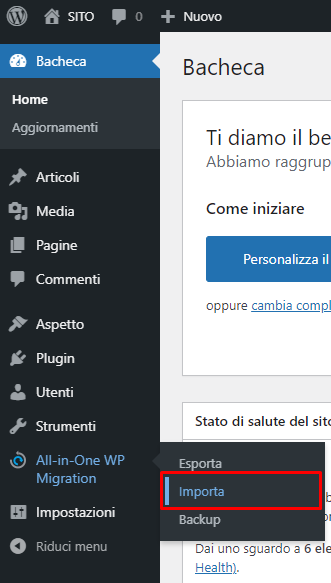 SITO 0 + Nuovo
Bacheca
Home
Aggiornamenti
Articoli
Media
Pagine
Commenti
Aspetto
Plugin
Utenti
Strumenti
All-in-One WP
Migration
Impostazioni
Riduci menu
Esporta
Importa
Backup
Bacheca
Ti diamo il be
Abbiamo raggrup
Come iniziare
Personalizza il
oppure cambia compl
Stato di salute del sito
Dai uno sguardo a 6 ele
Health).